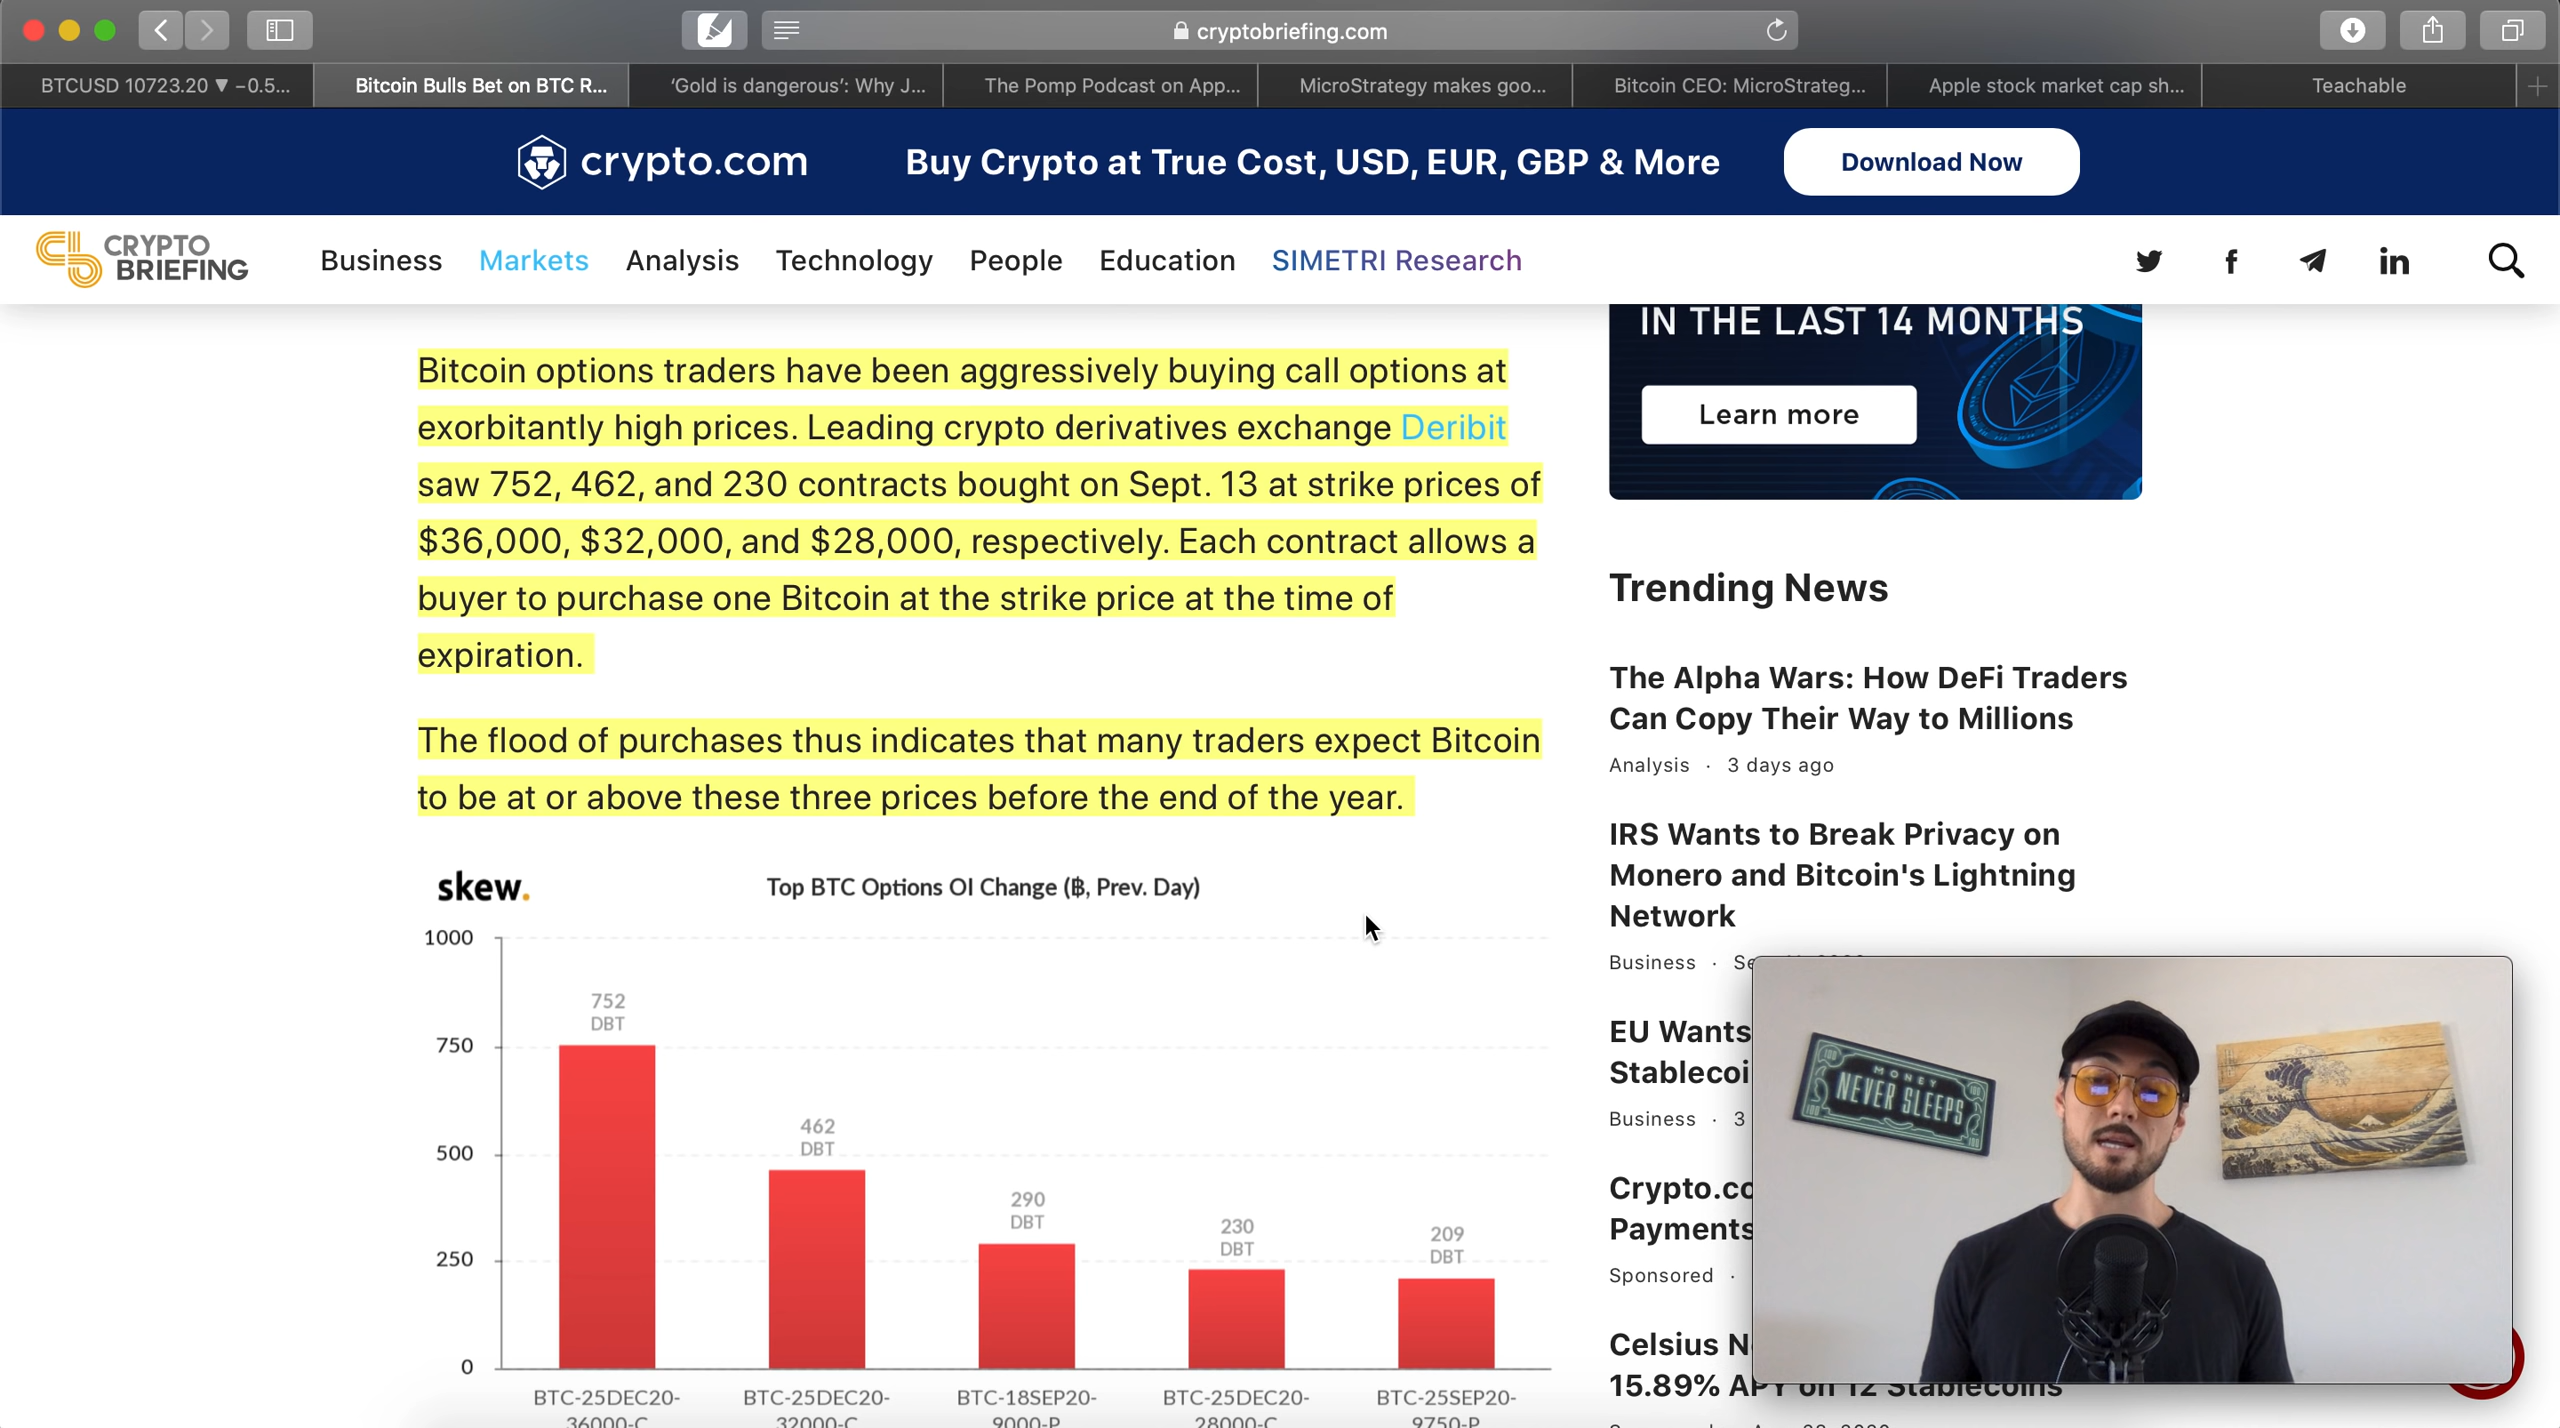 cryptobriefing.com
BTCUSD 10723.20 ▼ −0.5...
Bitcoin Bulls Bet on BTC R...
‘Gold is dangerous’: Why J...
The Pomp Podcast on App...
MicroStrategy makes goo...
Bitcoin CEO: MicroStrateg...
Apple stock market cap sh...
Teachable
crypto.com
Buy Crypto at True Cost, USD, EUR, GBP & More
Download Now
CRYPTO
BRIEFING
Business
Markets
Analysis
Technology
People
Education
SIMETRI Research
Bitcoin options traders have been aggressively buying call options at
exorbitantly high prices. Leading crypto derivatives exchange Deribit
saw 752, 462, and 230 contracts bought on Sept. 13 at strike prices of
$36,000, $32,000, and $28,000, respectively. Each contract allows a
buyer to purchase one Bitcoin at the strike price at the time of
expiration.
The flood of purchases thus indicates that many traders expect Bitcoin
to be at or above these three prices before the end of the year.
skew.
Top BTC Options OI Change (฿, Prev. Day)
1000
750
500
250
0
752
DBT
462
DBT
290
DBT
230
DBT
209
DBT
BTC-25DEC20-
36000-C
BTC-25DEC20-
32000-C
BTC-18SEP20-
9000-P
BTC-25DEC20-
28000-C
BTC-25SEP20-
9750-P
IN THE LAST 14 MONTHS
Learn more
Trending News
The Alpha Wars: How DeFi Traders
Can Copy Their Way to Millions
Analysis · 3 days ago
IRS Wants to Break Privacy on
Monero and Bitcoin's Lightning
Network
Business ·
EU Wants
Stablecoi
Business · 3
Crypto.co
Payments
Sponsored ·
Celsius N
15.89% APY on 12 Stablecoins
MONEY
NEVER SLEEPS
100
100
100
100